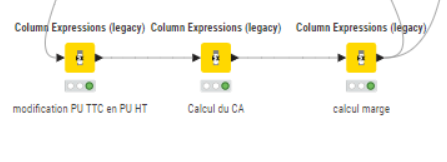 Column Expressions (legacy) Column Expressions (legacy) Column Expressions (legacy)
modification PU TTC en PU HT Calcul du CA calcul marge